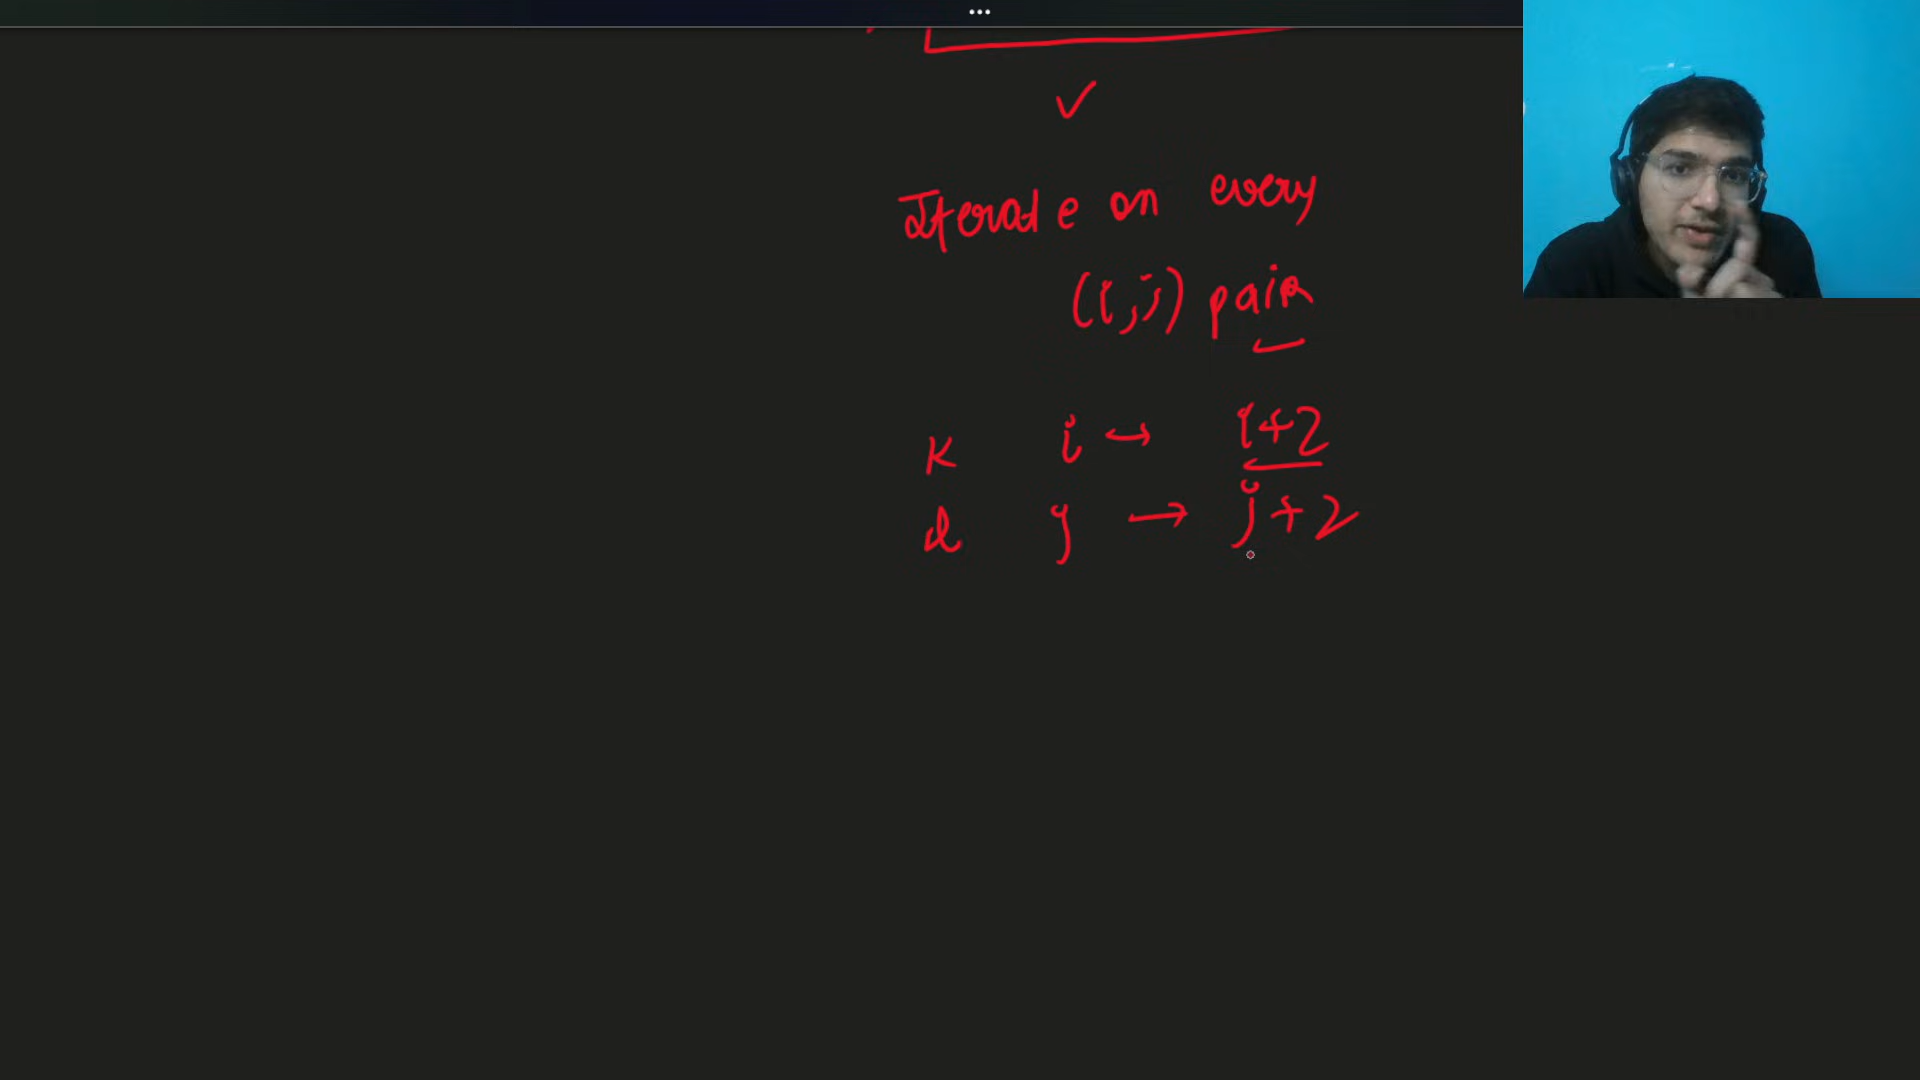 Iterate on every
(i,j) pair
k i ↔ i+2
l j → j+2